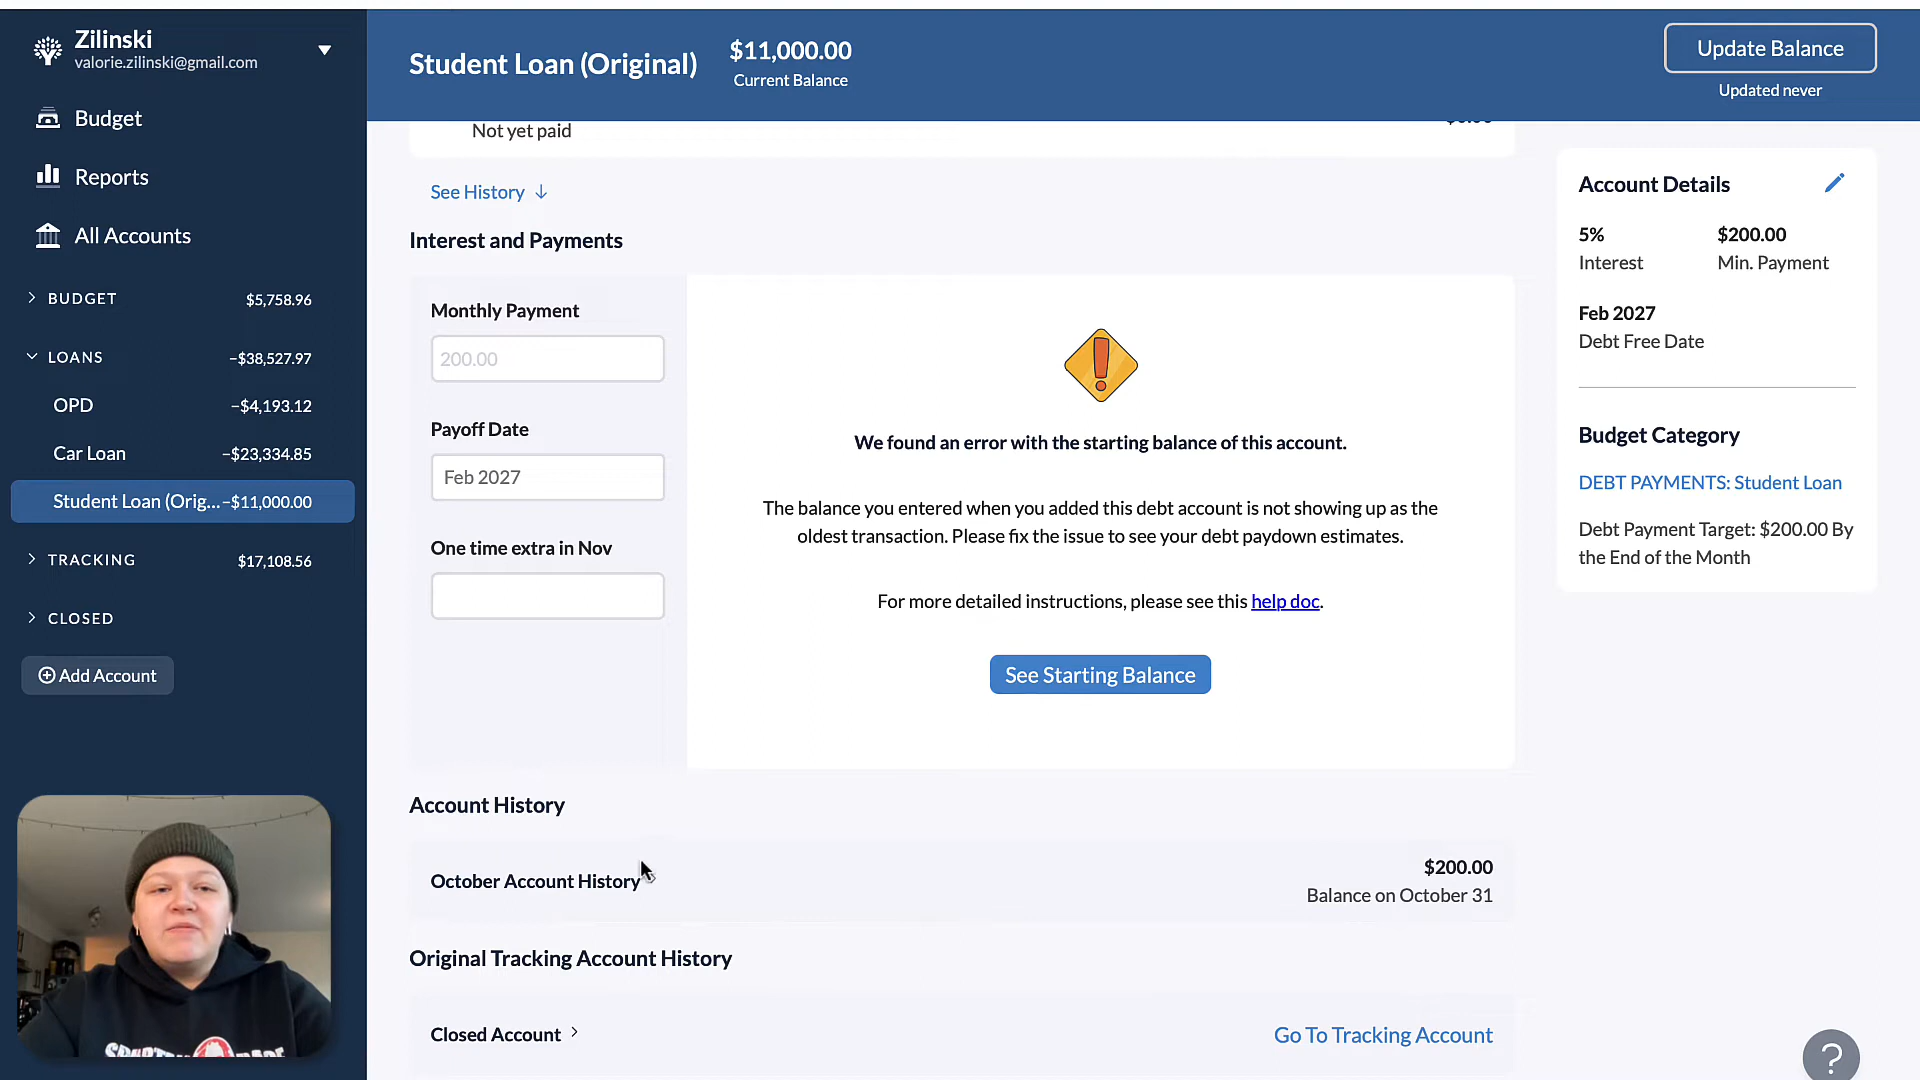 Zilinski
valorie.zilinski@gmail.com
Budget
Reports
All Accounts
BUDGET $5,758.96
LOANS −$38,527.97
OPD −$4,193.12
Car Loan −$23,334.85
Student Loan (Orig...−$11,000.00
TRACKING $17,108.56
CLOSED
Add Account
Student Loan (Original)
$11,000.00
Current Balance
Update Balance
Updated never
Not yet paid
See History ↓
Interest and Payments
Monthly Payment
200.00
Payoff Date
Feb 2027
One time extra in Nov
We found an error with the starting balance of this account.
The balance you entered when you added this debt account is not showing up as the
oldest transaction. Please fix the issue to see your debt paydown estimates.
For more detailed instructions, please see this help doc.
See Starting Balance
Account History
October Account History
$200.00
Balance on October 31
Original Tracking Account History
Closed Account >
Go To Tracking Account
Account Details
5% $200.00
Interest Min. Payment
Feb 2027
Debt Free Date
Budget Category
DEBT PAYMENTS: Student Loan
Debt Payment Target: $200.00 By
the End of the Month
?